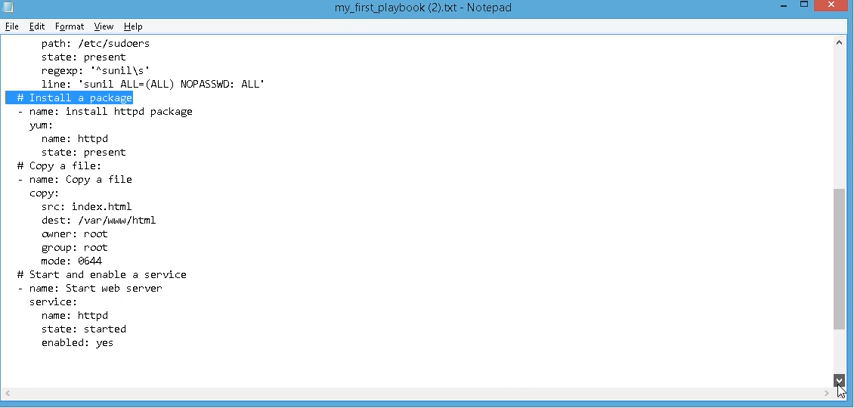 my_first_playbook (2).txt - Notepad
File Edit Format View Help
path: /etc/sudoers
state: present
regexp: '^sunil\s'
line: 'sunil ALL=(ALL) NOPASSWD: ALL'
# Install a package
- name: install httpd package
yum:
name: httpd
state: present
# Copy a file:
- name: Copy a file
copy:
src: index.html
dest: /var/www/html
owner: root
group: root
mode: 0644
# Start and enable a service
- name: Start web server
service:
name: httpd
state: started
enabled: yes